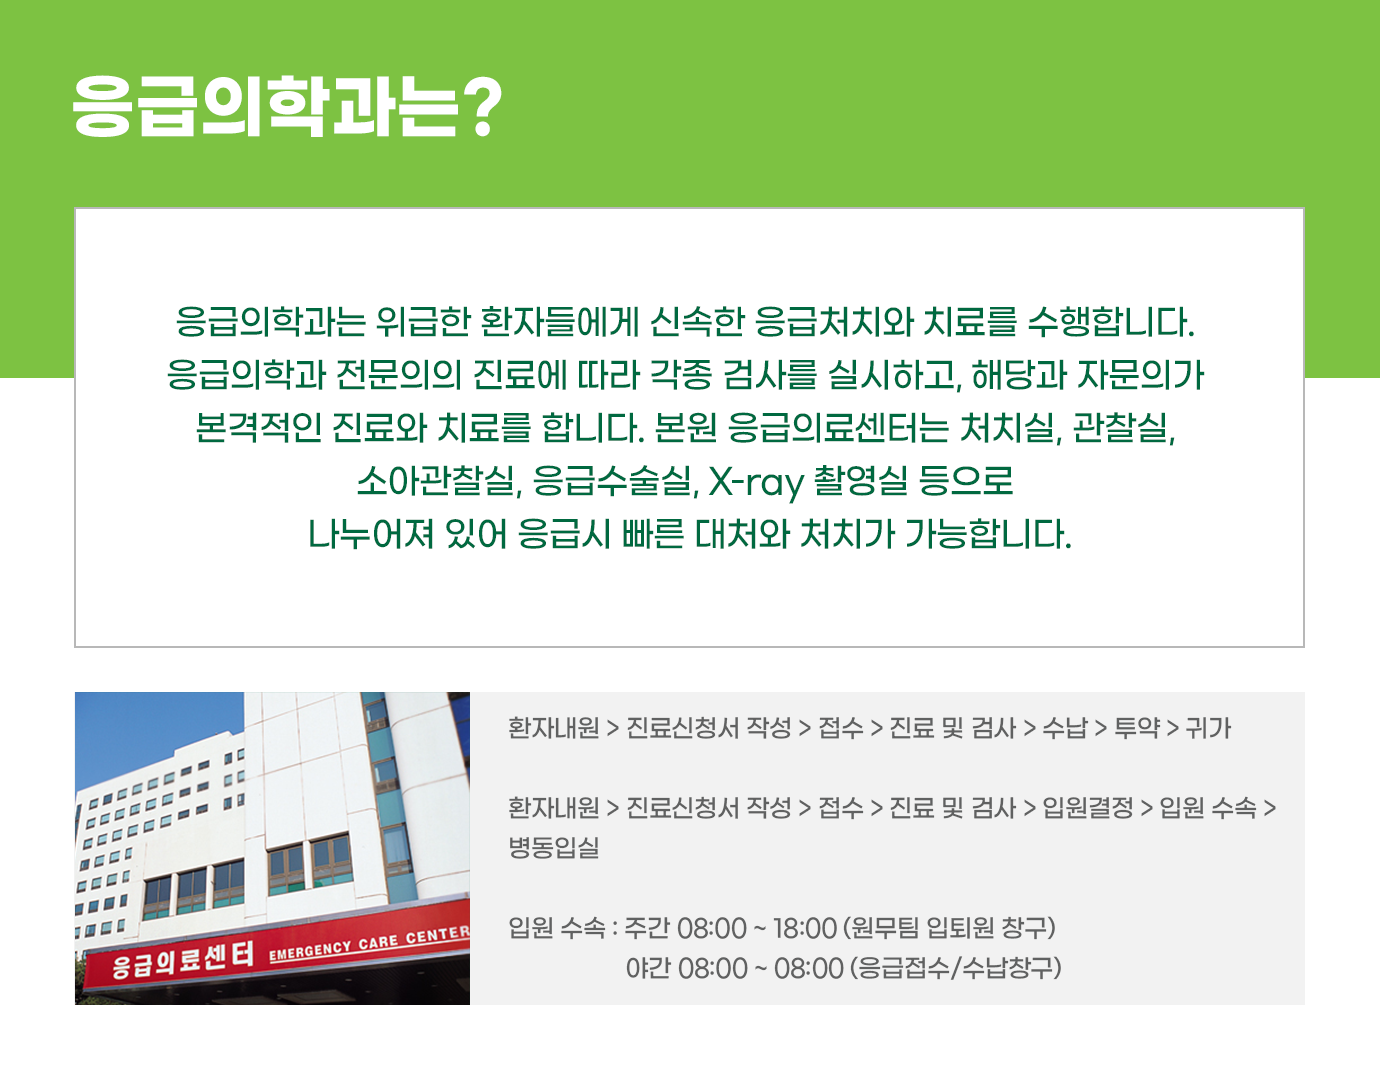 응급의학과는?
응급의학과는 위급한 환자들에게 신속한 응급처치와 치료를 수행합니다.
응급의학과 전문의의 진료에 따라 각종 검사를 실시하고, 해당과 자문의가
본격적인 진료와 치료를 합니다. 본원 응급의료센터는 처치실, 관찰실,
소아관찰실, 응급수술실, X-ray 촬영실 등으로
나누어져 있어 응급시 빠른 대처와 처치가 가능합니다.
환자내원 > 진료신청서 작성 > 접수 > 진료 및 검사 > 수납 > 투약 > 귀가
환자내원 > 진료신청서 작성 > 접수 > 진료 및 검사 > 입원결정 > 입원 수속 >
병동입실
입원 수속 : 주간 08:00 ~ 18:00 (원무팀 입퇴원 창구)
야간 08:00 ~ 08:00 (응급접수/수납창구)
응급의료센터 EMERGENCY CARE CENTER